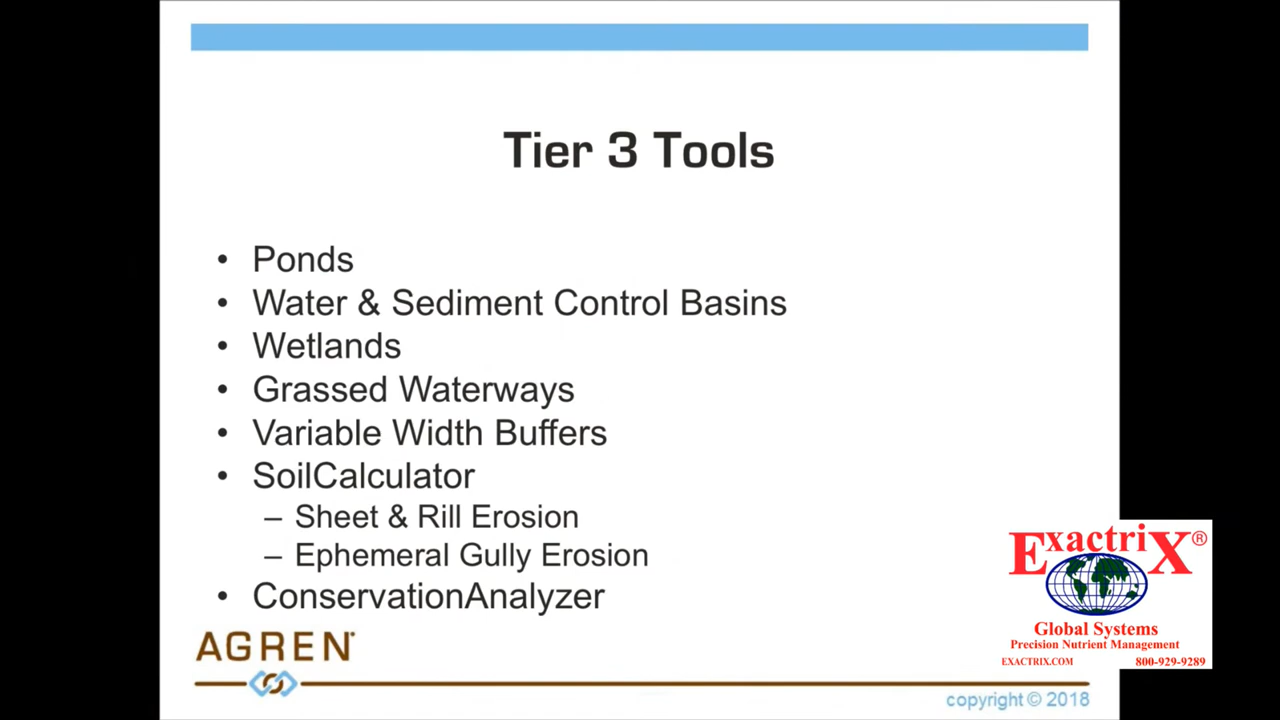 Tier 3 Tools
• Ponds
• Water & Sediment Control Basins
• Wetlands
• Grassed Waterways
• Variable Width Buffers
• SoilCalculator
– Sheet & Rill Erosion
– Ephemeral Gully Erosion
• ConservationAnalyzer
AGREN
copyright © 2018
ExactriX®
Global Systems
Precision Nutrient Management
EXACTRIX.COM 800-929-9289